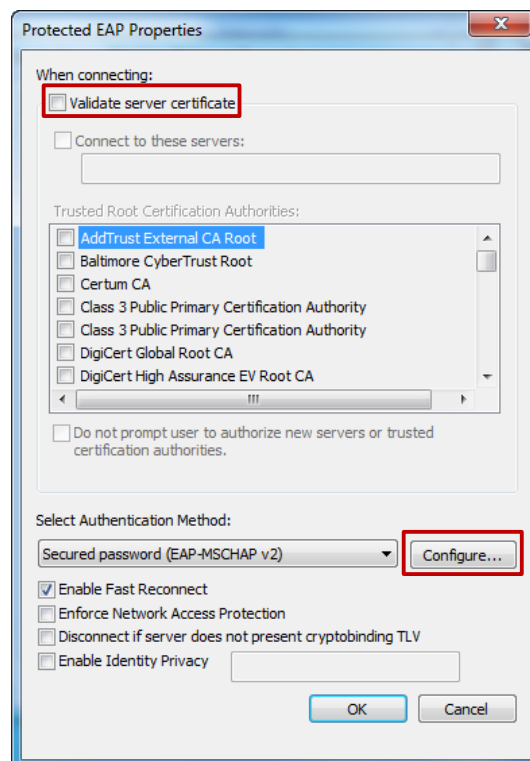 Protected EAP Properties
When connecting:
Validate server certificate
Connect to these servers:
Trusted Root Certification Authorities:
AddTrust External CA Root
Baltimore CyberTrust Root
Certum CA
Class 3 Public Primary Certification Authority
Class 3 Public Primary Certification Authority
DigiCert Global Root CA
DigiCert High Assurance EV Root CA
Do not prompt user to authorize new servers or trusted
certification authorities.
Select Authentication Method:
Secured password (EAP-MSCHAP v2) Configure...
Enable Fast Reconnect
Enforce Network Access Protection
Disconnect if server does not present cryptobinding TLV
Enable Identity Privacy
OK Cancel